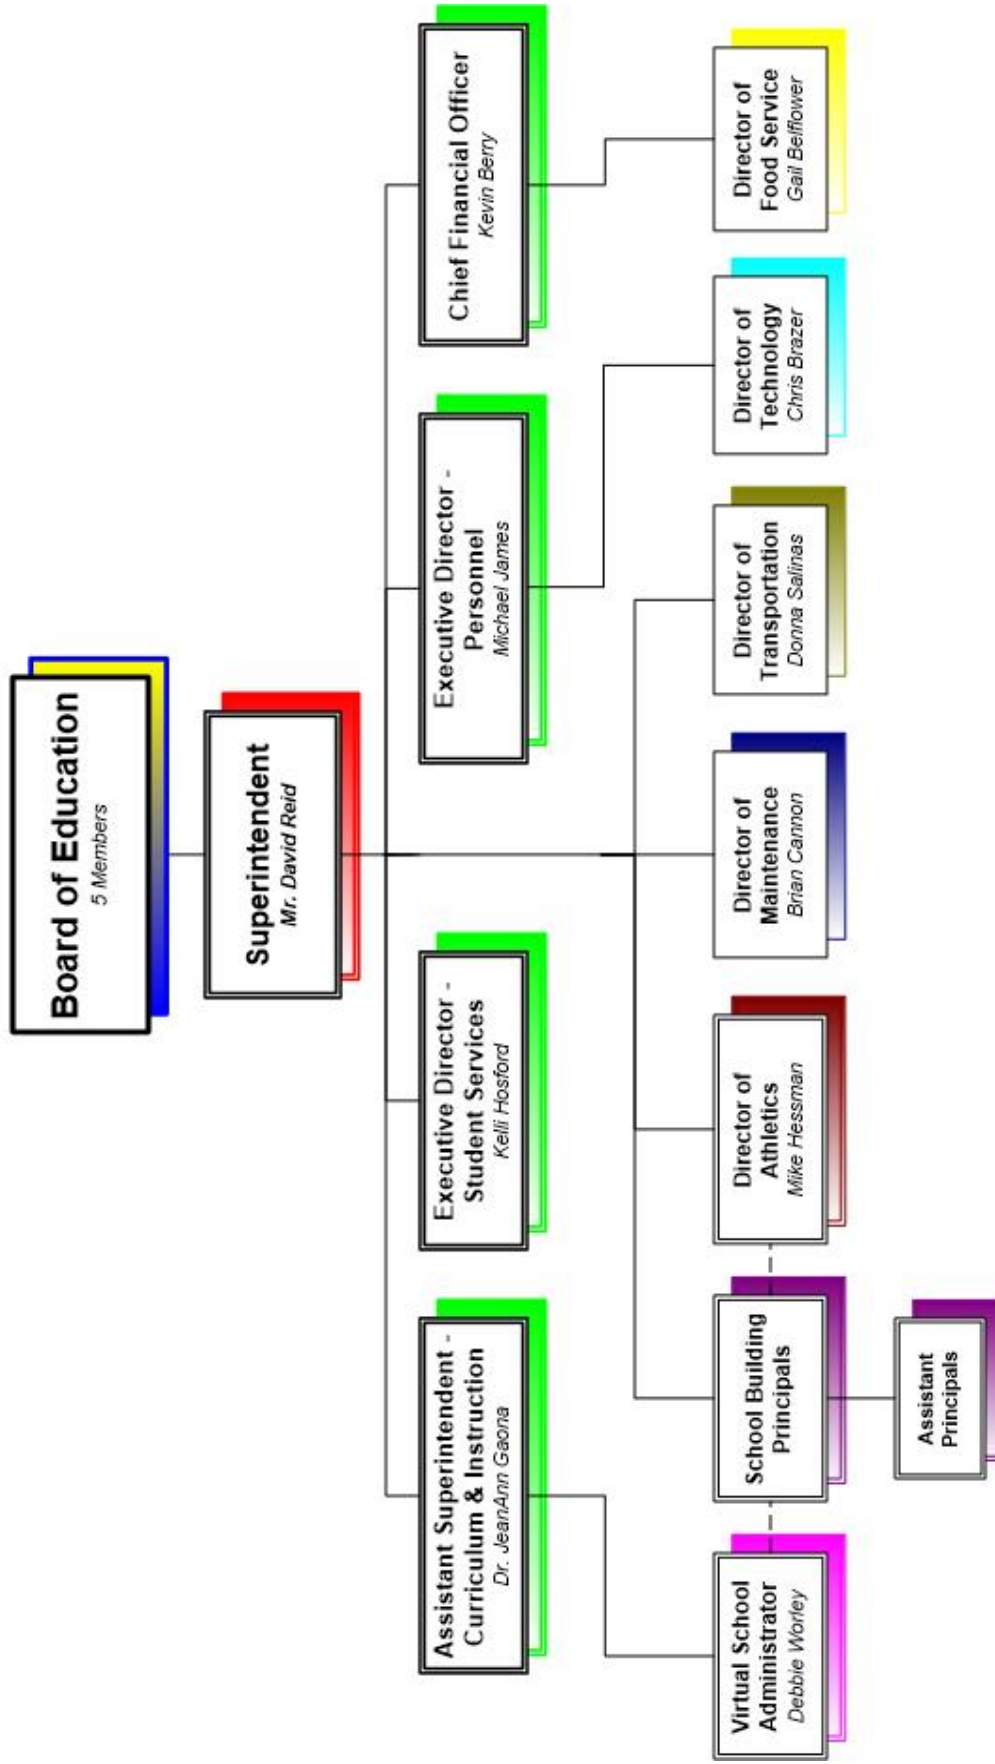 Board of Education
5 Members
Superintendent
Mr. David Reid
Assistant Superintendent -
Curriculum & Instruction
Dr. JeanAnn Gaona
Executive Director -
Student Services
Kelli Hosford
Executive Director -
Personnel
Michael James
Chief Financial Officer
Kevin Berry
Virtual School
Administrator
Debbie Worley
School Building
Principals
Director of
Athletics
Mike Hessman
Director of
Maintenance
Brian Cannon
Director of
Transportation
Donna Salinas
Director of
Technology
Chris Brazer
Director of
Food Service
Gail Belflower
Assistant
Principals